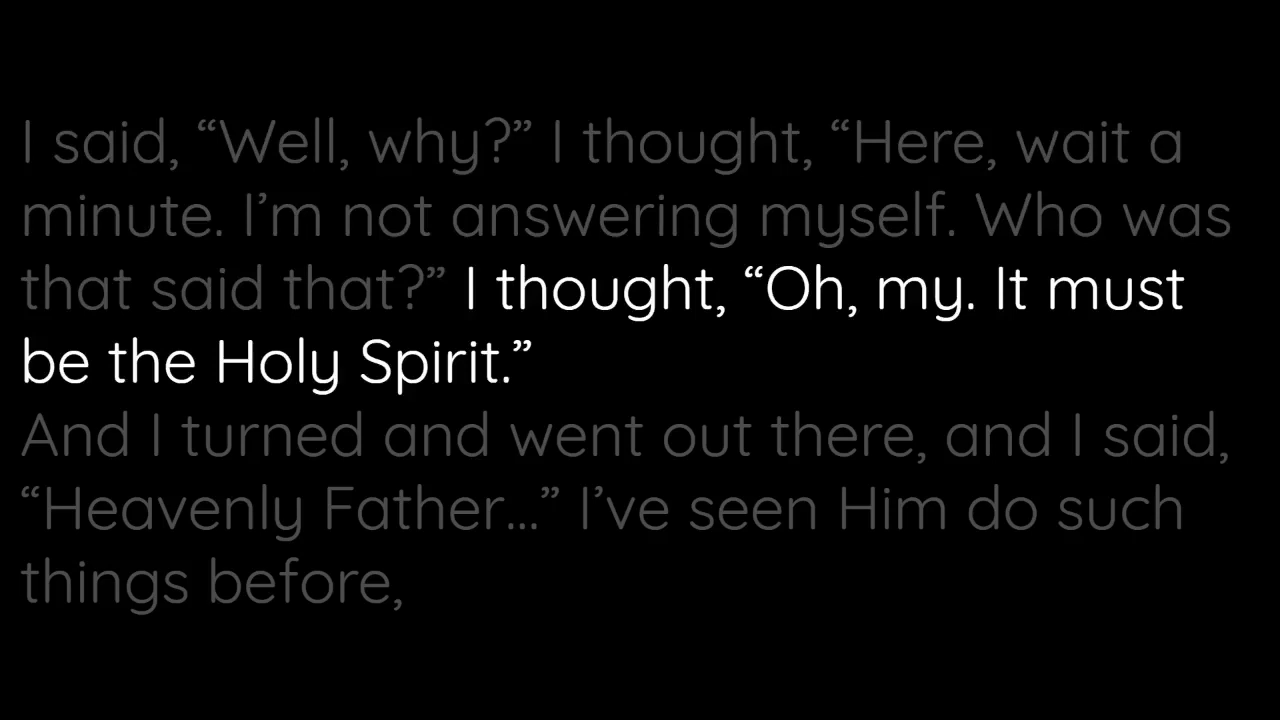 I said, “Well, why?” I thought, “Here, wait a
minute. I’m not answering myself. Who was
that said that?” I thought, “Oh, my. It must
be the Holy Spirit.”
And I turned and went out there, and I said,
“Heavenly Father...” I’ve seen Him do such
things before,